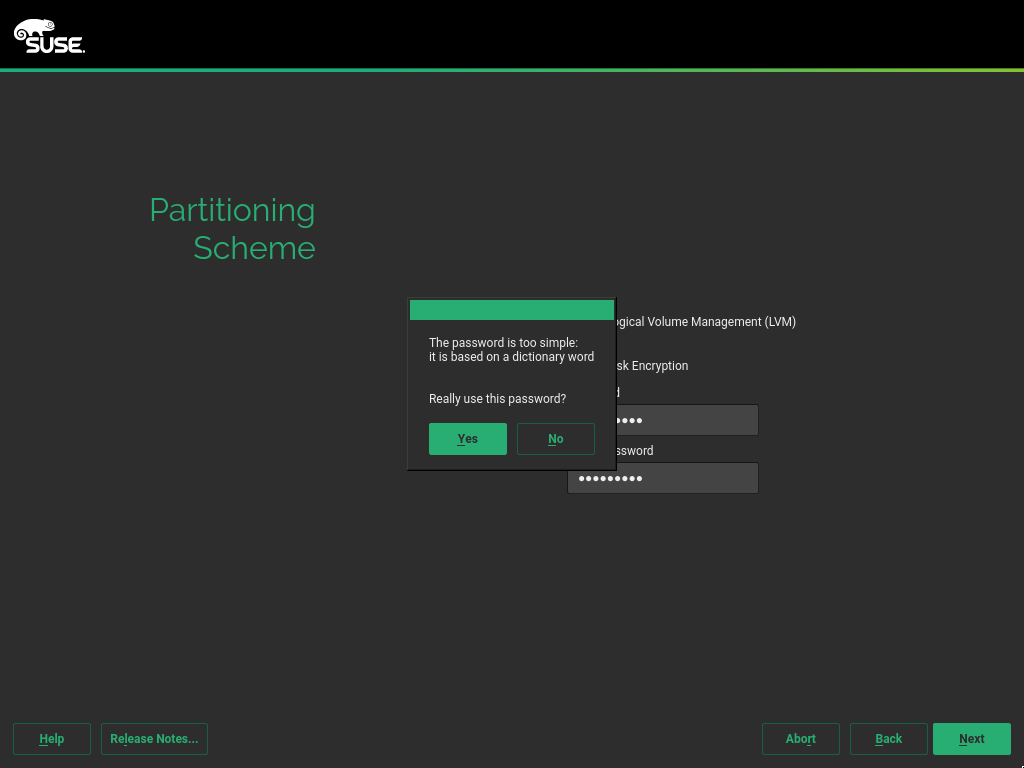 SUSE.
Partitioning
Scheme
ogical Volume Management (LVM)
The password is too simple:
it is based on a dictionary word
sk Encryption
d
Really use this password?
Yes
No
ssword
Help
Release Notes...
Abort
Back
Next